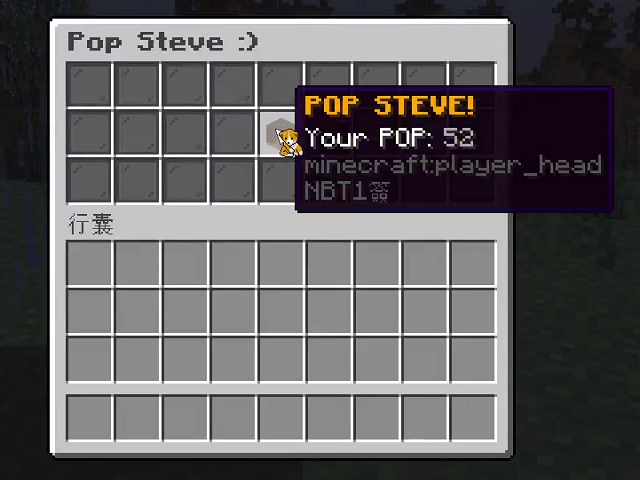 Pop Steve :)
POP STEVE!
Your POP: 52
minecraft:player_head
NBT1簽
行囊